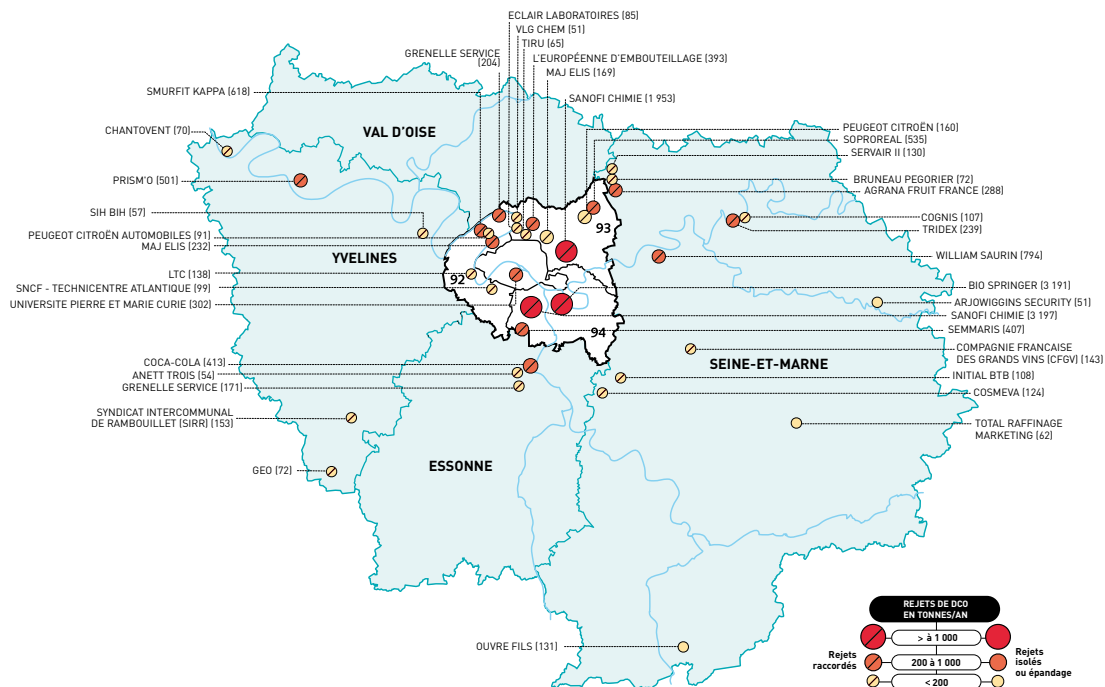 ECLAIR LABORATOIRES (85)
VLG CHEM (51)
TIRU (65)
GRENELLE SERVICE
(204)
L'EUROPÉENNE D'EMBOUTEILLAGE (393)
MAJ ELIS (169)
SMURFIT KAPPA (618)
SANOFI CHIMIE (1 953)
CHANTOVENT (70)
VAL D'OISE
PEUGEOT CITROËN (160)
SOPROREAL (535)
SERVAIR II (130)
PRISM'O (501)
BRUNEAU PEGORIER (72)
AGRANA FRUIT FRANCE (288)
SIH BIH (57)
COGNIS (107)
93
TRIDEX (239)
PEUGEOT CITROËN AUTOMOBILES (91)
MAJ ELIS (232)
YVELINES
WILLIAM SAURIN (794)
LTC (138)
92
SNCF - TECHNICENTRE ATLANTIQUE (99)
BIO SPRINGER (3 191)
UNIVERSITE PIERRE ET MARIE CURIE (302)
ARJOWIGGINS SECURITY (51)
SANOFI CHIMIE (3 197)
94
SEMMARIS (407)
COMPAGNIE FRANCAISE
DES GRANDS VINS (CFGV) (143)
COCA-COLA (413)
SEINE-ET-MARNE
ANETT TROIS (54)
INITIAL BTB (108)
GRENELLE SERVICE (171)
COSMEVA (124)
SYNDICAT INTERCOMMUNAL
DE RAMBOUILLET (SIRR) (153)
TOTAL RAFFINAGE
MARKETING (62)
GEO (72)
ESSONNE
OUVRE FILS (131)
REJETS DE DCO
EN TONNES/AN
> à 1 000
Rejets
raccordés
200 à 1 000
Rejets
isolés
ou épandage
< 200